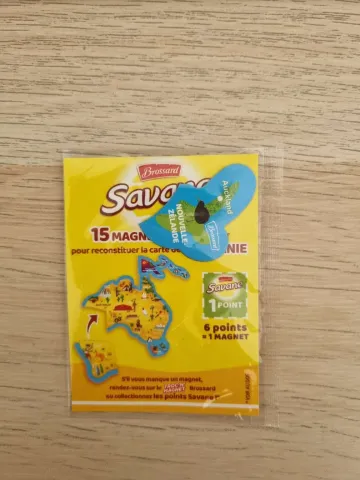 Brossard
Savane
Auckland
NOUVELLE-
ZÉLANDE
Brossard
15 MAGN
pour reconstituer la carte
NIE
Savane
1
POINT
6 points
= 1 MAGNET
S'il vous manque un magnet,
rendez-vous sur le Brossard
ou collectionnez les points Savane